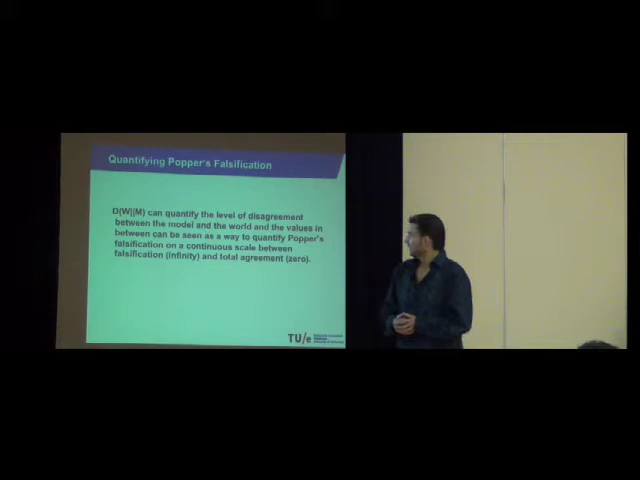 Quantifying Popper's Falsification
D(W||M) can quantify the level of disagreement
between the model and the world and the values in
between can be seen as a way to quantify Popper's
falsification on a continuous scale between
falsification (infinity) and total agreement (zero).
TU/e